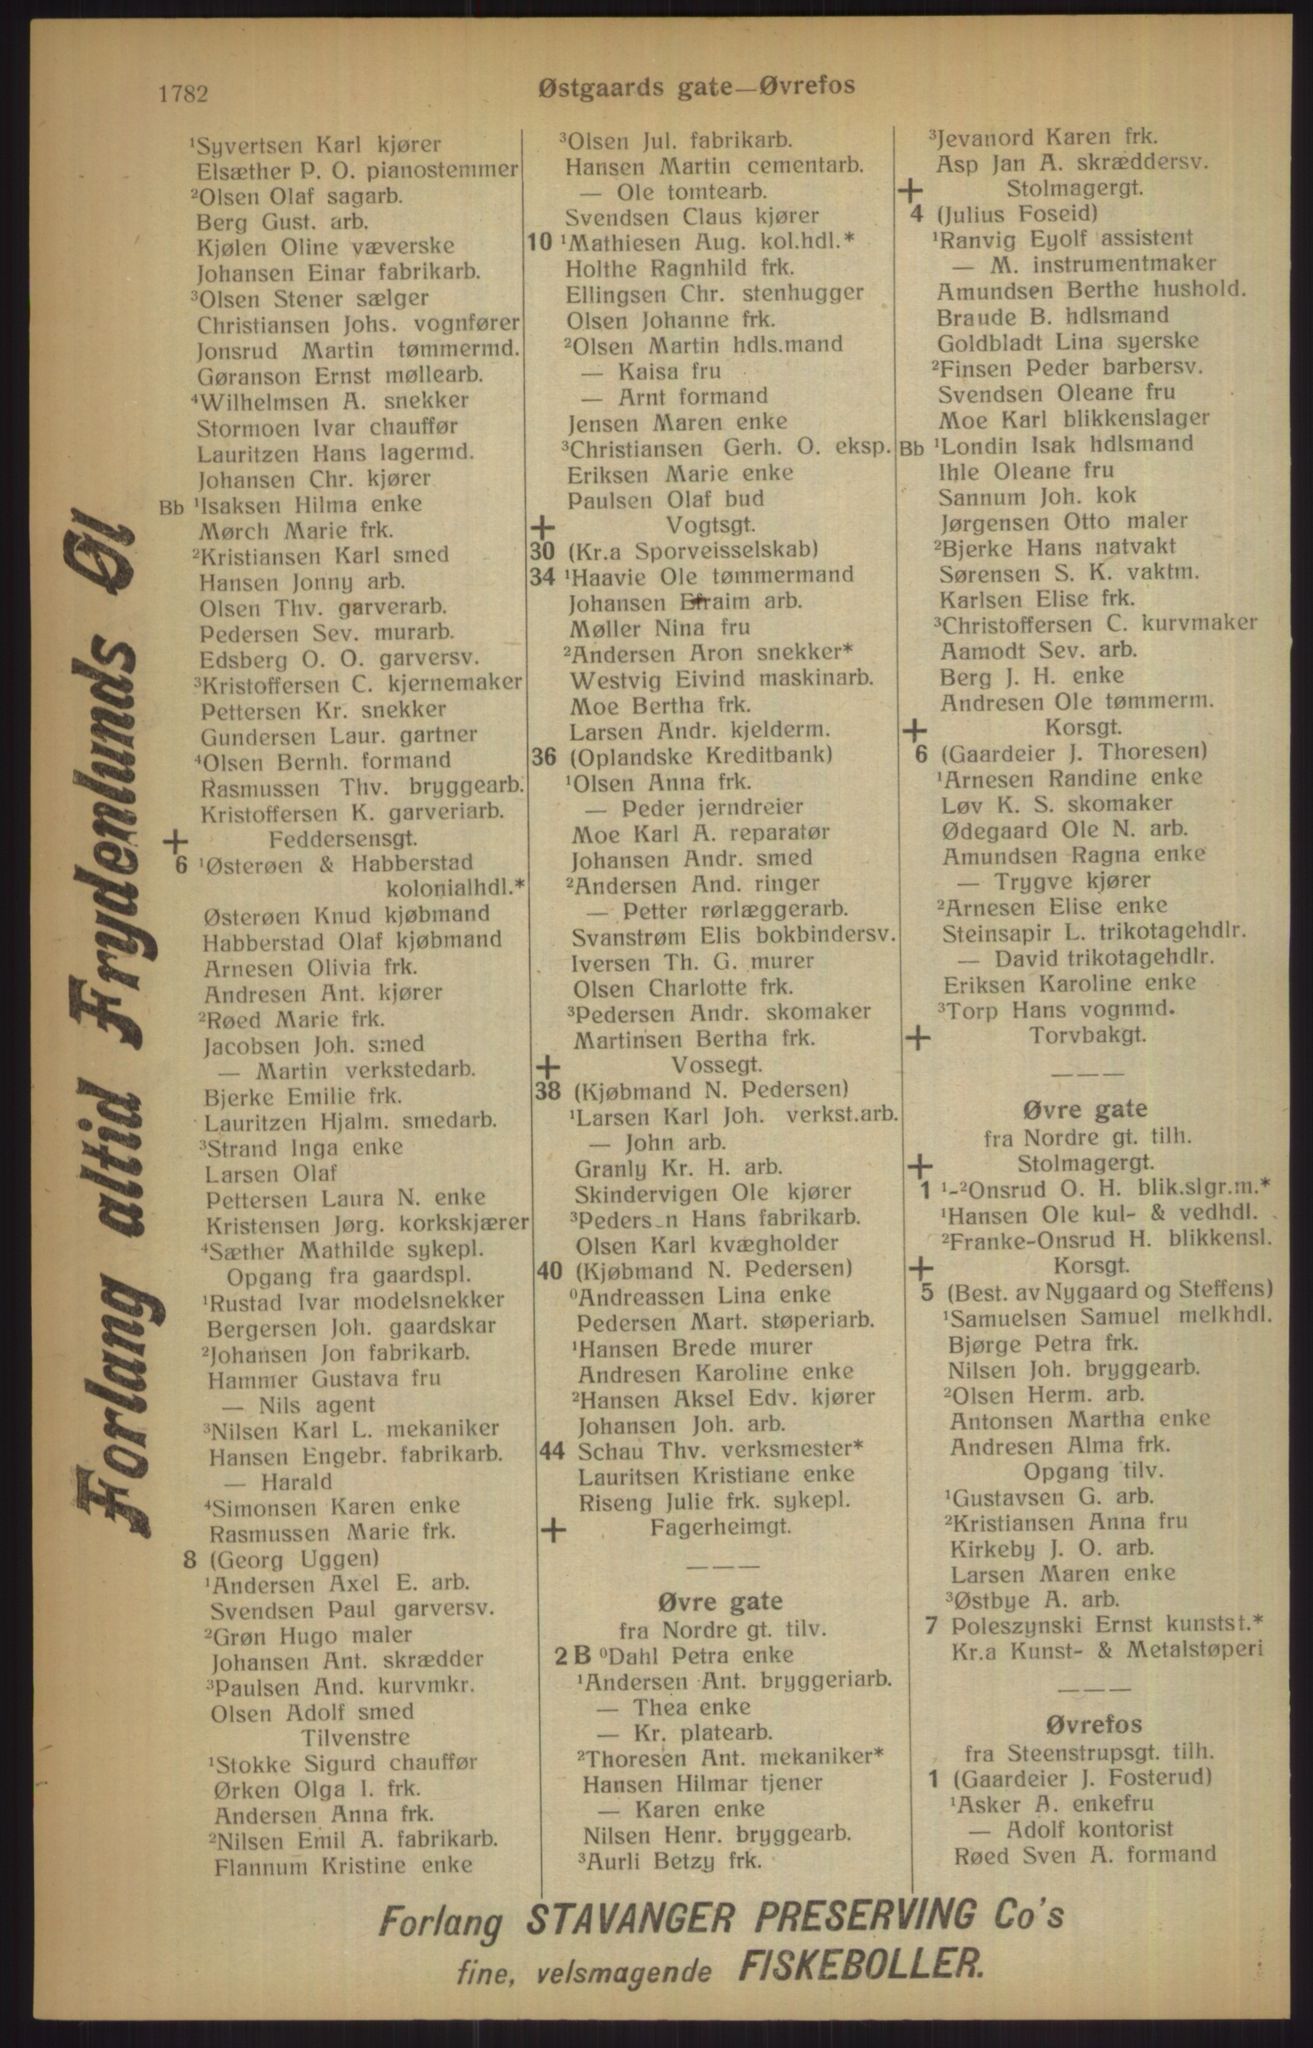 1782
Østgaards gate—Øvrefos
¹Syvertsen Karl kjører
Elsæther P. O. pianostemmer
²Olsen Olaf sagarb.
Berg Gust. arb.
Kjølen Oline væverske
Johansen Einar fabrikarb.
³Olsen Stener sælger
Christiansen Johs. vognfører
Jonsrud Martin tømmermd.
Gøranson Ernst møllearb.
⁴Wilhelmsen A. snekker
Stormoen Ivar chauffør
Lauritzen Hans lagermd.
Johansen Chr. kjører
Bb ¹Isaksen Hilma enke
Mørch Marie frk.
²Kristiansen Karl smed
Hansen Jonny arb.
Olsen Thv. garverarb.
Pedersen Sev. murarb.
Edsberg O. O. garversv.
³Kristoffersen C. kjernemaker
Pettersen Kr. snekker
Gundersen Laur. gartner
⁴Olsen Bernh. formand
Rasmussen Thv. bryggearb.
Kristoffersen K. garveriarb.
+ Feddersensgt.
6 ¹Østerøen & Habberstad
kolonialhdl.*
Østerøen Knud kjøbmand
Habberstad Olaf kjøbmand
Arnesen Olivia frk.
Andresen Ant. kjører
²Røed Marie frk.
Jacobsen Joh. smed
— Martin verkstedarb.
Bjerke Emilie frk.
Lauritzen Hjalm. smedarb.
³Strand Inga enke
Larsen Olaf
Pettersen Laura N. enke
Kristensen Jørg. korkskjærer
⁴Sæther Mathilde sykepl.
Opgang fra gaardspl.
¹Rustad Ivar modelsnekker
Bergersen Joh. gaardskar
²Johansen Jon fabrikarb.
Hammer Gustava fru
— Nils agent
³Nilsen Karl L. mekaniker
Hansen Engebr. fabrikarb.
— Harald
⁴Simonsen Karen enke
Rasmussen Marie frk.
8 (Georg Uggen)
¹Andersen Axel E. arb.
Svendsen Paul garversv.
²Grøn Hugo maler
Johansen Ant. skrædder
³Paulsen And. kurvmkr.
Olsen Adolf smed
Tilvenstre
¹Stokke Sigurd chauffør
Ørken Olga I. frk.
Andersen Anna frk.
²Nilsen Emil A. fabrikarb.
Flannum Kristine enke
³Olsen Jul. fabrikarb.
Hansen Martin cementarb.
— Ole tomtearb.
Svendsen Claus kjører
10 ¹Mathiesen Aug. kol.hdl.*
Holthe Ragnhild frk.
Ellingsen Chr. stenhugger
Olsen Johanne frk.
²Olsen Martin hdls.mand
— Kaisa fru
— Arnt formand
Jensen Maren enke
³Christiansen Gerh. O. eksp.
Eriksen Marie enke
Paulsen Olaf bud
+ Vogtsgt.
30 (Kr.a Sporveisselskab)
34 ¹Haavie Ole tømmermand
Johansen Efraim arb.
Møller Nina fru
²Andersen Aron snekker*
Westvig Eivind maskinarb.
Moe Bertha frk.
Larsen Andr. kjelderm.
36 (Oplandske Kreditbank)
¹Olsen Anna frk.
— Peder jerndreier
Moe Karl A. reparatør
Johansen Andr. smed
²Andersen And. ringer
— Petter rørlæggerarb.
Svanstrøm Elis bokbindersv.
Iversen Th. G. murer
Olsen Charlotte frk.
³Pedersen Andr. skomaker
Martinsen Bertha frk.
+ Vossegt.
38 (Kjøbmand N. Pedersen)
¹Larsen Karl Joh. verkst.arb.
— John arb.
Granly Kr. H. arb.
Skindervigen Ole kjører
³Peders n Hans fabrikarb.
Olsen Karl kvægholder
40 (Kjøbmand N. Pedersen)
⁰Andreassen Lina enke
Pedersen Mart. støperiarb.
¹Hansen Brede murer
Andresen Karoline enke
²Hansen Aksel Edv. kjører
Johansen Joh. arb.
44 Schau Thv. verksmester*
Lauritsen Kristiane enke
Riseng Julie frk. sykepl.
+ Fagerheimgt.
———
Øvre gate
fra Nordre gt. tilv.
2 B ⁰Dahl Petra enke
¹Andersen Ant. bryggeriarb.
— Thea enke
— Kr. platearb.
²Thoresen Ant. mekaniker*
Hansen Hilmar tjener
— Karen enke
Nilsen Henr. bryggearb.
³Aurli Betzy frk.
³Jevanord Karen frk.
Asp Jan A. skræddersv.
+ Stolmagergt.
4 (Julius Foseid)
¹Ranvig Eyolf assistent
— M. instrumentmaker
Amundsen Berthe hushold.
Braude B. hdlsmand
Goldbladt Lina syerske
²Finsen Peder barbersv.
Svendsen Oleane fru
Moe Karl blikkenslager
Bb ¹Londin Isak hdlsmand
Ihle Oleane fru
Sannum Joh. kok
Jørgensen Otto maler
²Bjerke Hans natvakt
Sørensen S. K. vaktm.
Karlsen Elise frk.
³Christoffersen C. kurvmaker
Aamodt Sev. arb.
Berg J. H. enke
Andresen Ole tømmerm.
+ Korsgt.
6 (Gaardeier J. Thoresen)
¹Arnesen Randine enke
Løv K. S. skomaker
Ødegaard Ole N. arb.
Amundsen Ragna enke
— Trygve kjører
²Arnesen Elise enke
Steinsapir L. trikotagehdlr.
— David trikotagehdlr.
Eriksen Karoline enke
³Torp Hans vognmd.
+ Torvbakgt.
———
Øvre gate
fra Nordre gt. tilh.
+ Stolmagergt.
1 ¹-²Onsrud O. H. blik.slgr.m.*
¹Hansen Ole kul- & vedhdl.
²Franke-Onsrud H. blikkensl.
+ Korsgt.
5 (Best. av Nygaard og Steffens)
¹Samuelsen Samuel melkhdl.
Bjørge Petra frk.
Nilsen Joh. bryggearb.
²Olsen Herm. arb.
Antonsen Martha enke
Andresen Alma frk.
Opgang tilv.
¹Gustavsen G. arb.
²Kristiansen Anna fru
Kirkeby J. O. arb.
Larsen Maren enke
³Østbye A. arb.
7 Poleszynski Ernst kunstst.*
Kr.a Kunst- & Metalstøperi
———
Øvrefos
fra Steenstrupsgt. tilh.
1 (Gaardeier J. Fosterud)
¹Asker A. enkefru
— Adolf kontorist
Røed Sven A. formand
Forlang altid Frydenlunds Øl
Forlang STAVANGER PRESERVING Co's
fine, velsmagende FISKEBOLLER.